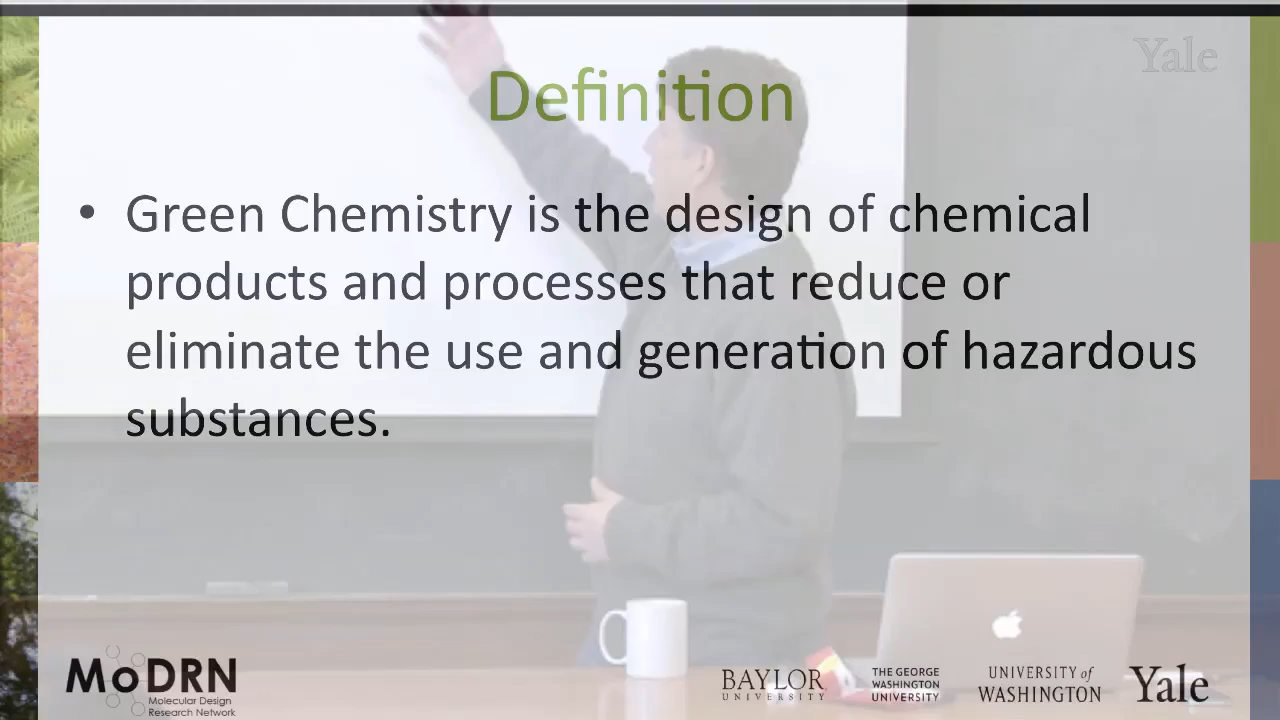 Yale
Definition
• Green Chemistry is the design of chemical
products and processes that reduce or
eliminate the use and generation of hazardous
substances.
MoDRN
Molecular Design
Research Network
BAYLOR
UNIVERSITY
THE GEORGE
WASHINGTON
UNIVERSITY
UNIVERSITY of
WASHINGTON
Yale